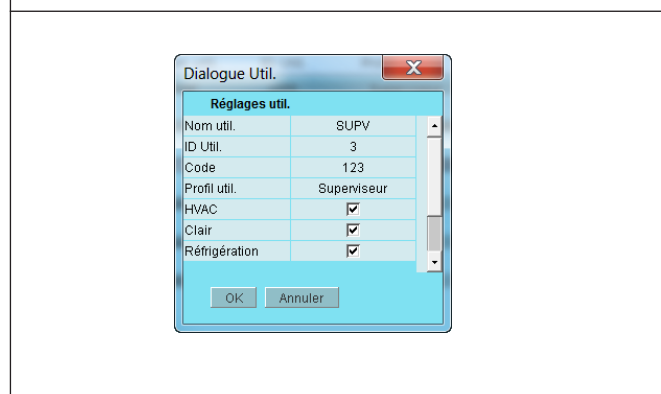 Dialogue Util.
Réglages util.
Nom util. SUPV
ID Util. 3
Code 123
Profil util. Superviseur
HVAC
Clair
Réfrigération
OK Annuler